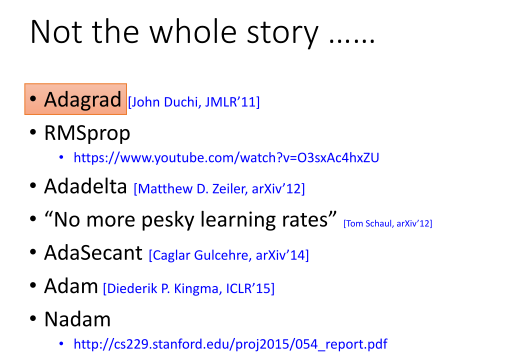 Not the whole story ……
• Adagrad [John Duchi, JMLR’11]
• RMSprop
• https://www.youtube.com/watch?v=O3sxAc4hxZU
• Adadelta [Matthew D. Zeiler, arXiv’12]
• “No more pesky learning rates” [Tom Schaul, arXiv’12]
• AdaSecant [Caglar Gulcehre, arXiv’14]
• Adam [Diederik P. Kingma, ICLR’15]
• Nadam
• http://cs229.stanford.edu/proj2015/054_report.pdf